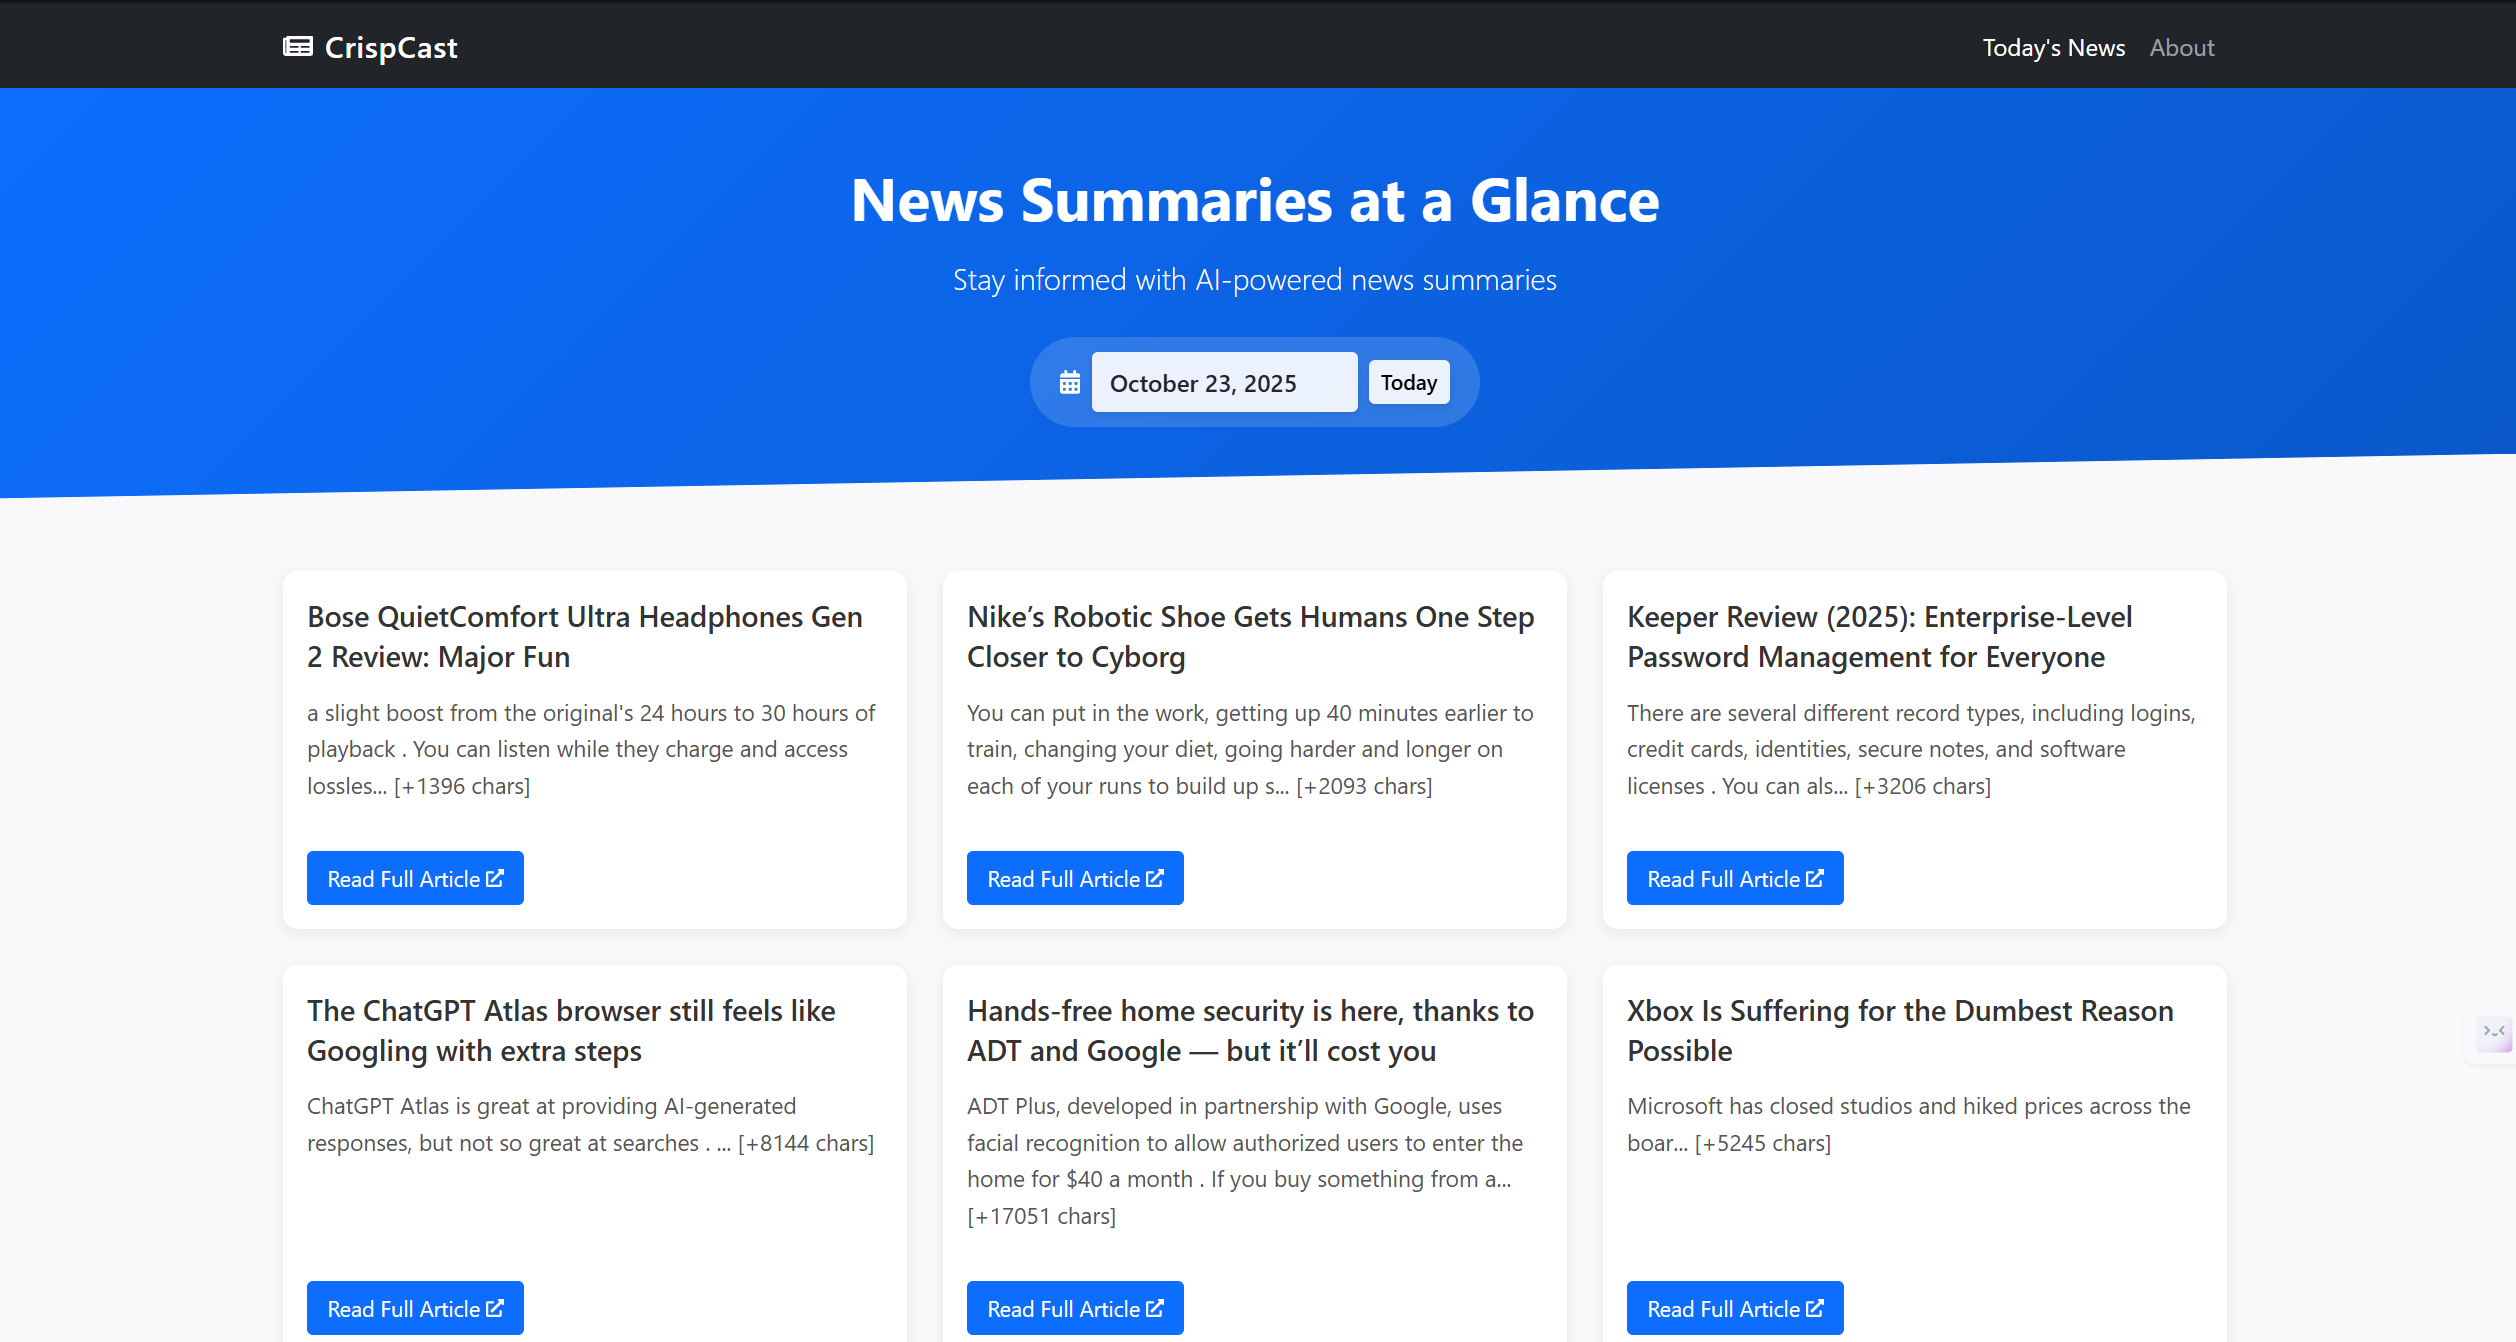 CrispCast
Today's News About
News Summaries at a Glance
Stay informed with AI-powered news summaries
October 23, 2025
Today
Bose QuietComfort Ultra Headphones Gen
2 Review: Major Fun
a slight boost from the original's 24 hours to 30 hours of
playback . You can listen while they charge and access
lossles... [+1396 chars]
Read Full Article
Nike’s Robotic Shoe Gets Humans One Step
Closer to Cyborg
You can put in the work, getting up 40 minutes earlier to
train, changing your diet, going harder and longer on
each of your runs to build up s... [+2093 chars]
Read Full Article
Keeper Review (2025): Enterprise-Level
Password Management for Everyone
There are several different record types, including logins,
credit cards, identities, secure notes, and software
licenses . You can als... [+3206 chars]
Read Full Article
The ChatGPT Atlas browser still feels like
Googling with extra steps
ChatGPT Atlas is great at providing AI-generated
responses, but not so great at searches . ... [+8144 chars]
Read Full Article
Hands-free home security is here, thanks to
ADT and Google — but it’ll cost you
ADT Plus, developed in partnership with Google, uses
facial recognition to allow authorized users to enter the
home for $40 a month . If you buy something from a...
[+17051 chars]
Read Full Article
Xbox Is Suffering for the Dumbest Reason
Possible
Microsoft has closed studios and hiked prices across the
boar... [+5245 chars]
Read Full Article